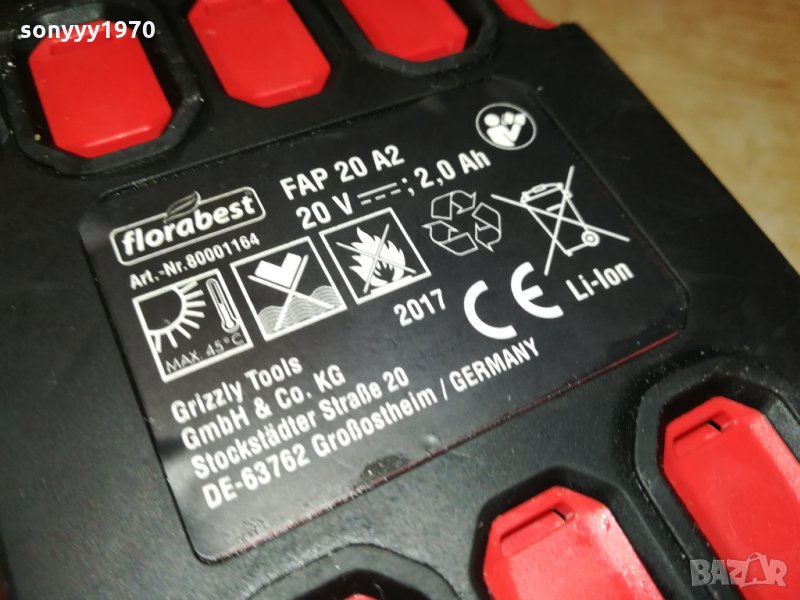 sonyyy1970
florabest
FAP 20 A2
20 V ; 2,0 Ah
Art.-Nr.80001164
MAX. 45°C
2017
CE
Li-Ion
Grizzly Tools
GmbH & Co. KG
Stockstädter Straße 20
DE-63762 Großostheim / GERMANY
BAZAR